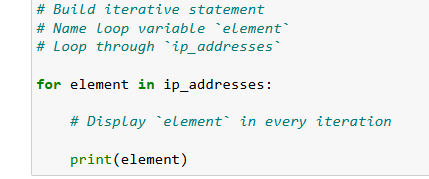 # Build iterative statement
# Name loop variable `element`
# Loop through `ip_addresses`
for element in ip_addresses:
# Display `element` in every iteration
print(element)